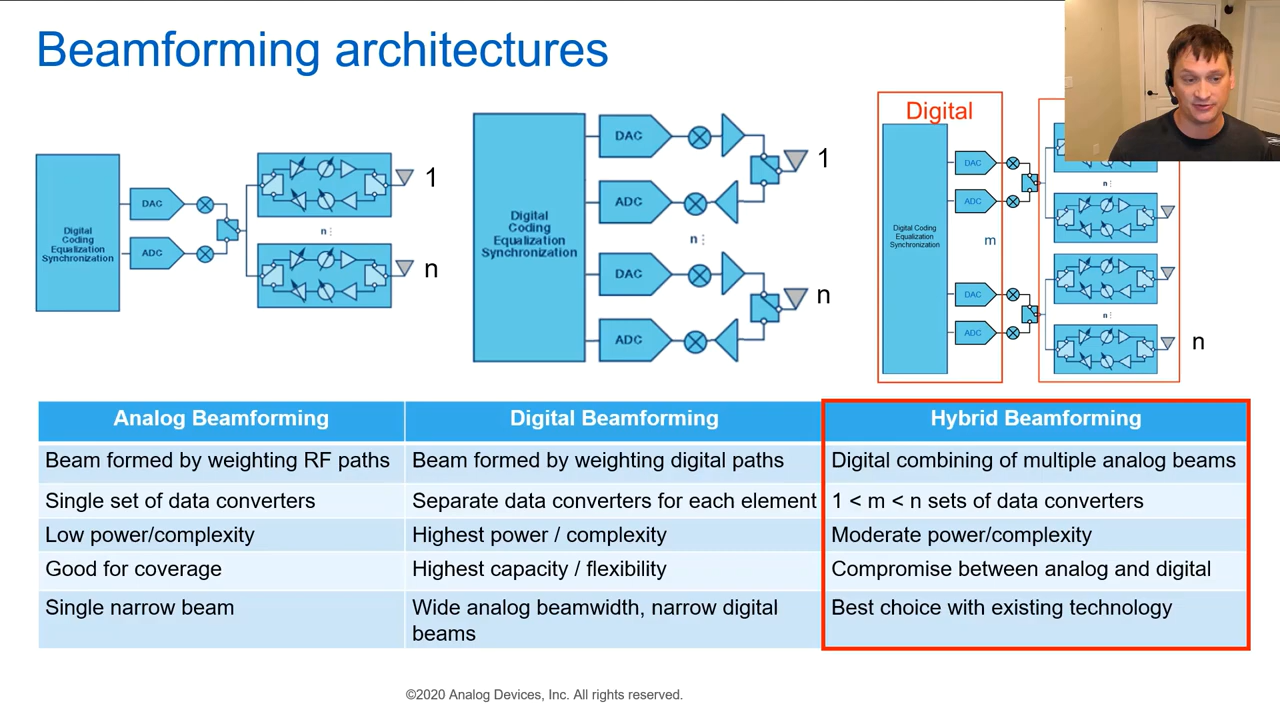 Beamforming architectures
Digital
Coding
Equalization
Synchronization
DAC
ADC
n
1
n
Digital
Coding
Equalization
Synchronization
DAC
ADC
n
DAC
ADC
1
n
Digital
Digital Coding
Equalization
Synchronization
DAC
ADC
m
DAC
ADC
n
n
n
Analog Beamforming
Digital Beamforming
Hybrid Beamforming
Beam formed by weighting RF paths
Beam formed by weighting digital paths
Digital combining of multiple analog beams
Single set of data converters
Separate data converters for each element
1 < m < n sets of data converters
Low power/complexity
Highest power / complexity
Moderate power/complexity
Good for coverage
Highest capacity / flexibility
Compromise between analog and digital
Single narrow beam
Wide analog beamwidth, narrow digital
beams
Best choice with existing technology
©2020 Analog Devices, Inc. All rights reserved.